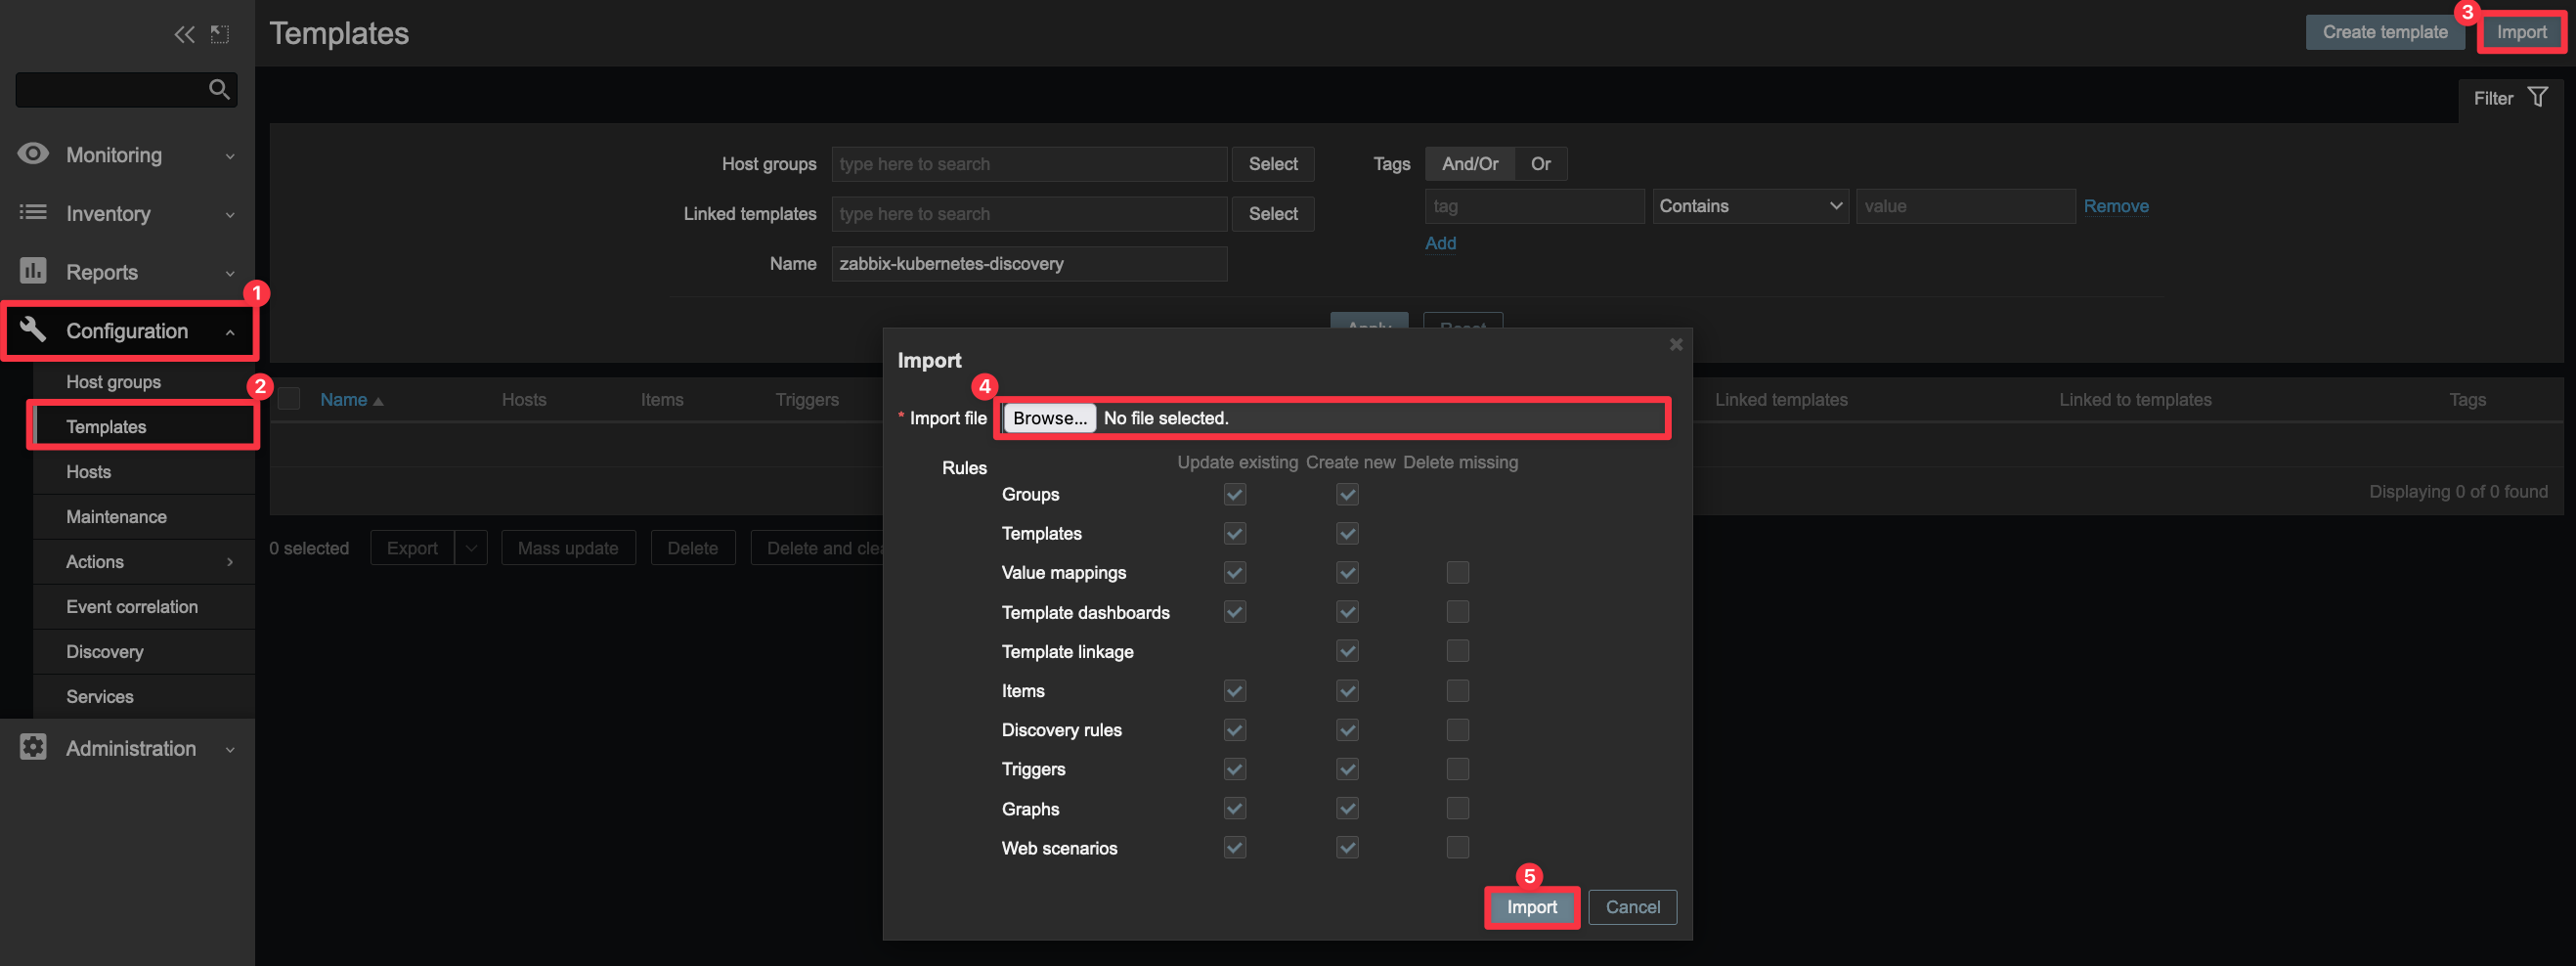 Templates
3
Create template
Import
Filter
Monitoring
Inventory
Reports
1
Configuration
Host groups
2
Templates
Hosts
Maintenance
Actions
Event correlation
Discovery
Services
Administration
Host groups type here to search Select
Linked templates type here to search Select
Name zabbix-kubernetes-discovery
Tags And/Or Or
tag Contains value Remove
Add
Apply Reset
Name Hosts Items Triggers Linked templates Linked to templates Tags
Displaying 0 of 0 found
0 selected Export Mass update Delete Delete and clea
Import
4
* Import file Browse... No file selected.
Rules Update existing Create new Delete missing
Groups
Templates
Value mappings
Template dashboards
Template linkage
Items
Discovery rules
Triggers
Graphs
Web scenarios
5
Import Cancel